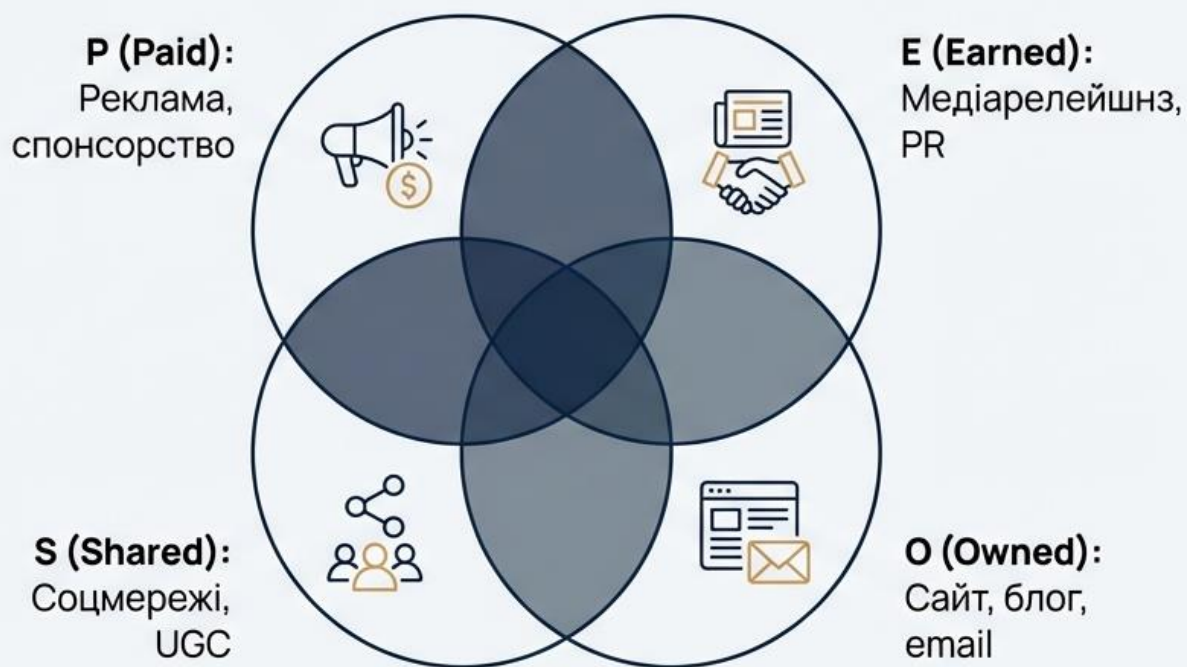 P (Paid):
Реклама,
спонсорство
E (Earned):
Медіарелейшнз,
PR
$
S (Shared):
Соцмережі,
UGC
O (Owned):
Сайт, блог,
email